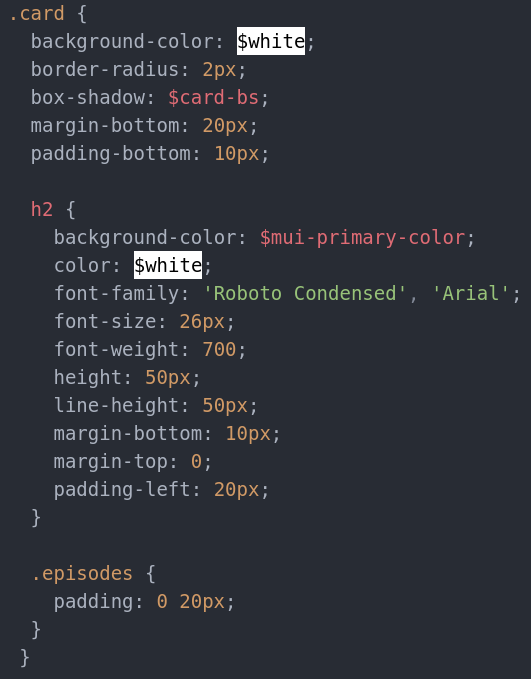 .card {
  background-color: $white;
  border-radius: 2px;
  box-shadow: $card-bs;
  margin-bottom: 20px;
  padding-bottom: 10px;

  h2 {
    background-color: $mui-primary-color;
    color: $white;
    font-family: 'Roboto Condensed', 'Arial';
    font-size: 26px;
    font-weight: 700;
    height: 50px;
    line-height: 50px;
    margin-bottom: 10px;
    margin-top: 0;
    padding-left: 20px;
  }

  .episodes {
    padding: 0 20px;
  }
 }